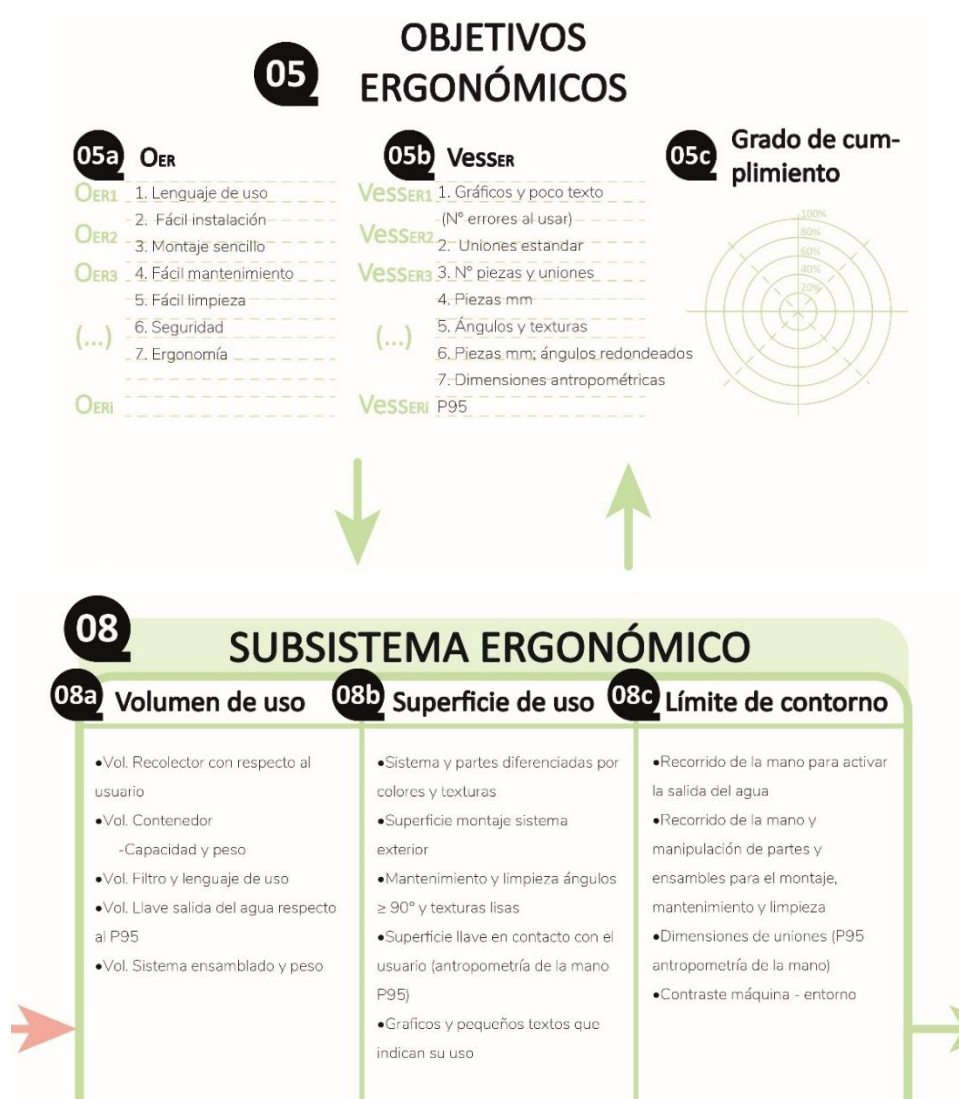 05
OBJETIVOS
ERGONÓMICOS
05a OER
OER1 1. Lenguaje de uso
2. Fácil instalación
OER2
3. Montaje sencillo
OER3 4. Fácil mantenimiento
5. Fácil limpieza
(...) 6. Seguridad
7. Ergonomía
OERI
05b VessER
VessER1 1. Gráficos y poco texto
(Nº errores al usar)
VessER2
2. Uniones estandar
VessER3 3. Nº piezas y uniones
4. Piezas mm
(...) 5. Ángulos y texturas
6. Piezas mm; ángulos redondeados
7. Dimensiones antropométricas
VessERI P95
05c Grado de cum-
plimiento
100%
80%
60%
40%
20%
08
SUBSISTEMA ERGONÓMICO
08a Volumen de uso
•Vol. Recolector con respecto al
usuario
•Vol. Contenedor
-Capacidad y peso
•Vol. Filtro y lenguaje de uso
•Vol. Llave salida del agua respecto
al P95
•Vol. Sistema ensamblado y peso
08b Superficie de uso
•Sistema y partes diferenciadas por
colores y texturas
•Superficie montaje sistema
exterior
•Mantenimiento y limpieza ángulos
≥ 90° y texturas lisas
•Superficie llave en contacto con el
usuario (antropometría de la mano
P95)
•Graficos y pequeños textos que
indican su uso
08c Límite de contorno
•Recorrido de la mano para activar
la salida del agua
•Recorrido de la mano y
manipulación de partes y
ensambles para el montaje,
mantenimiento y limpieza
•Dimensiones de uniones (P95
antropometría de la mano)
•Contraste máquina - entorno